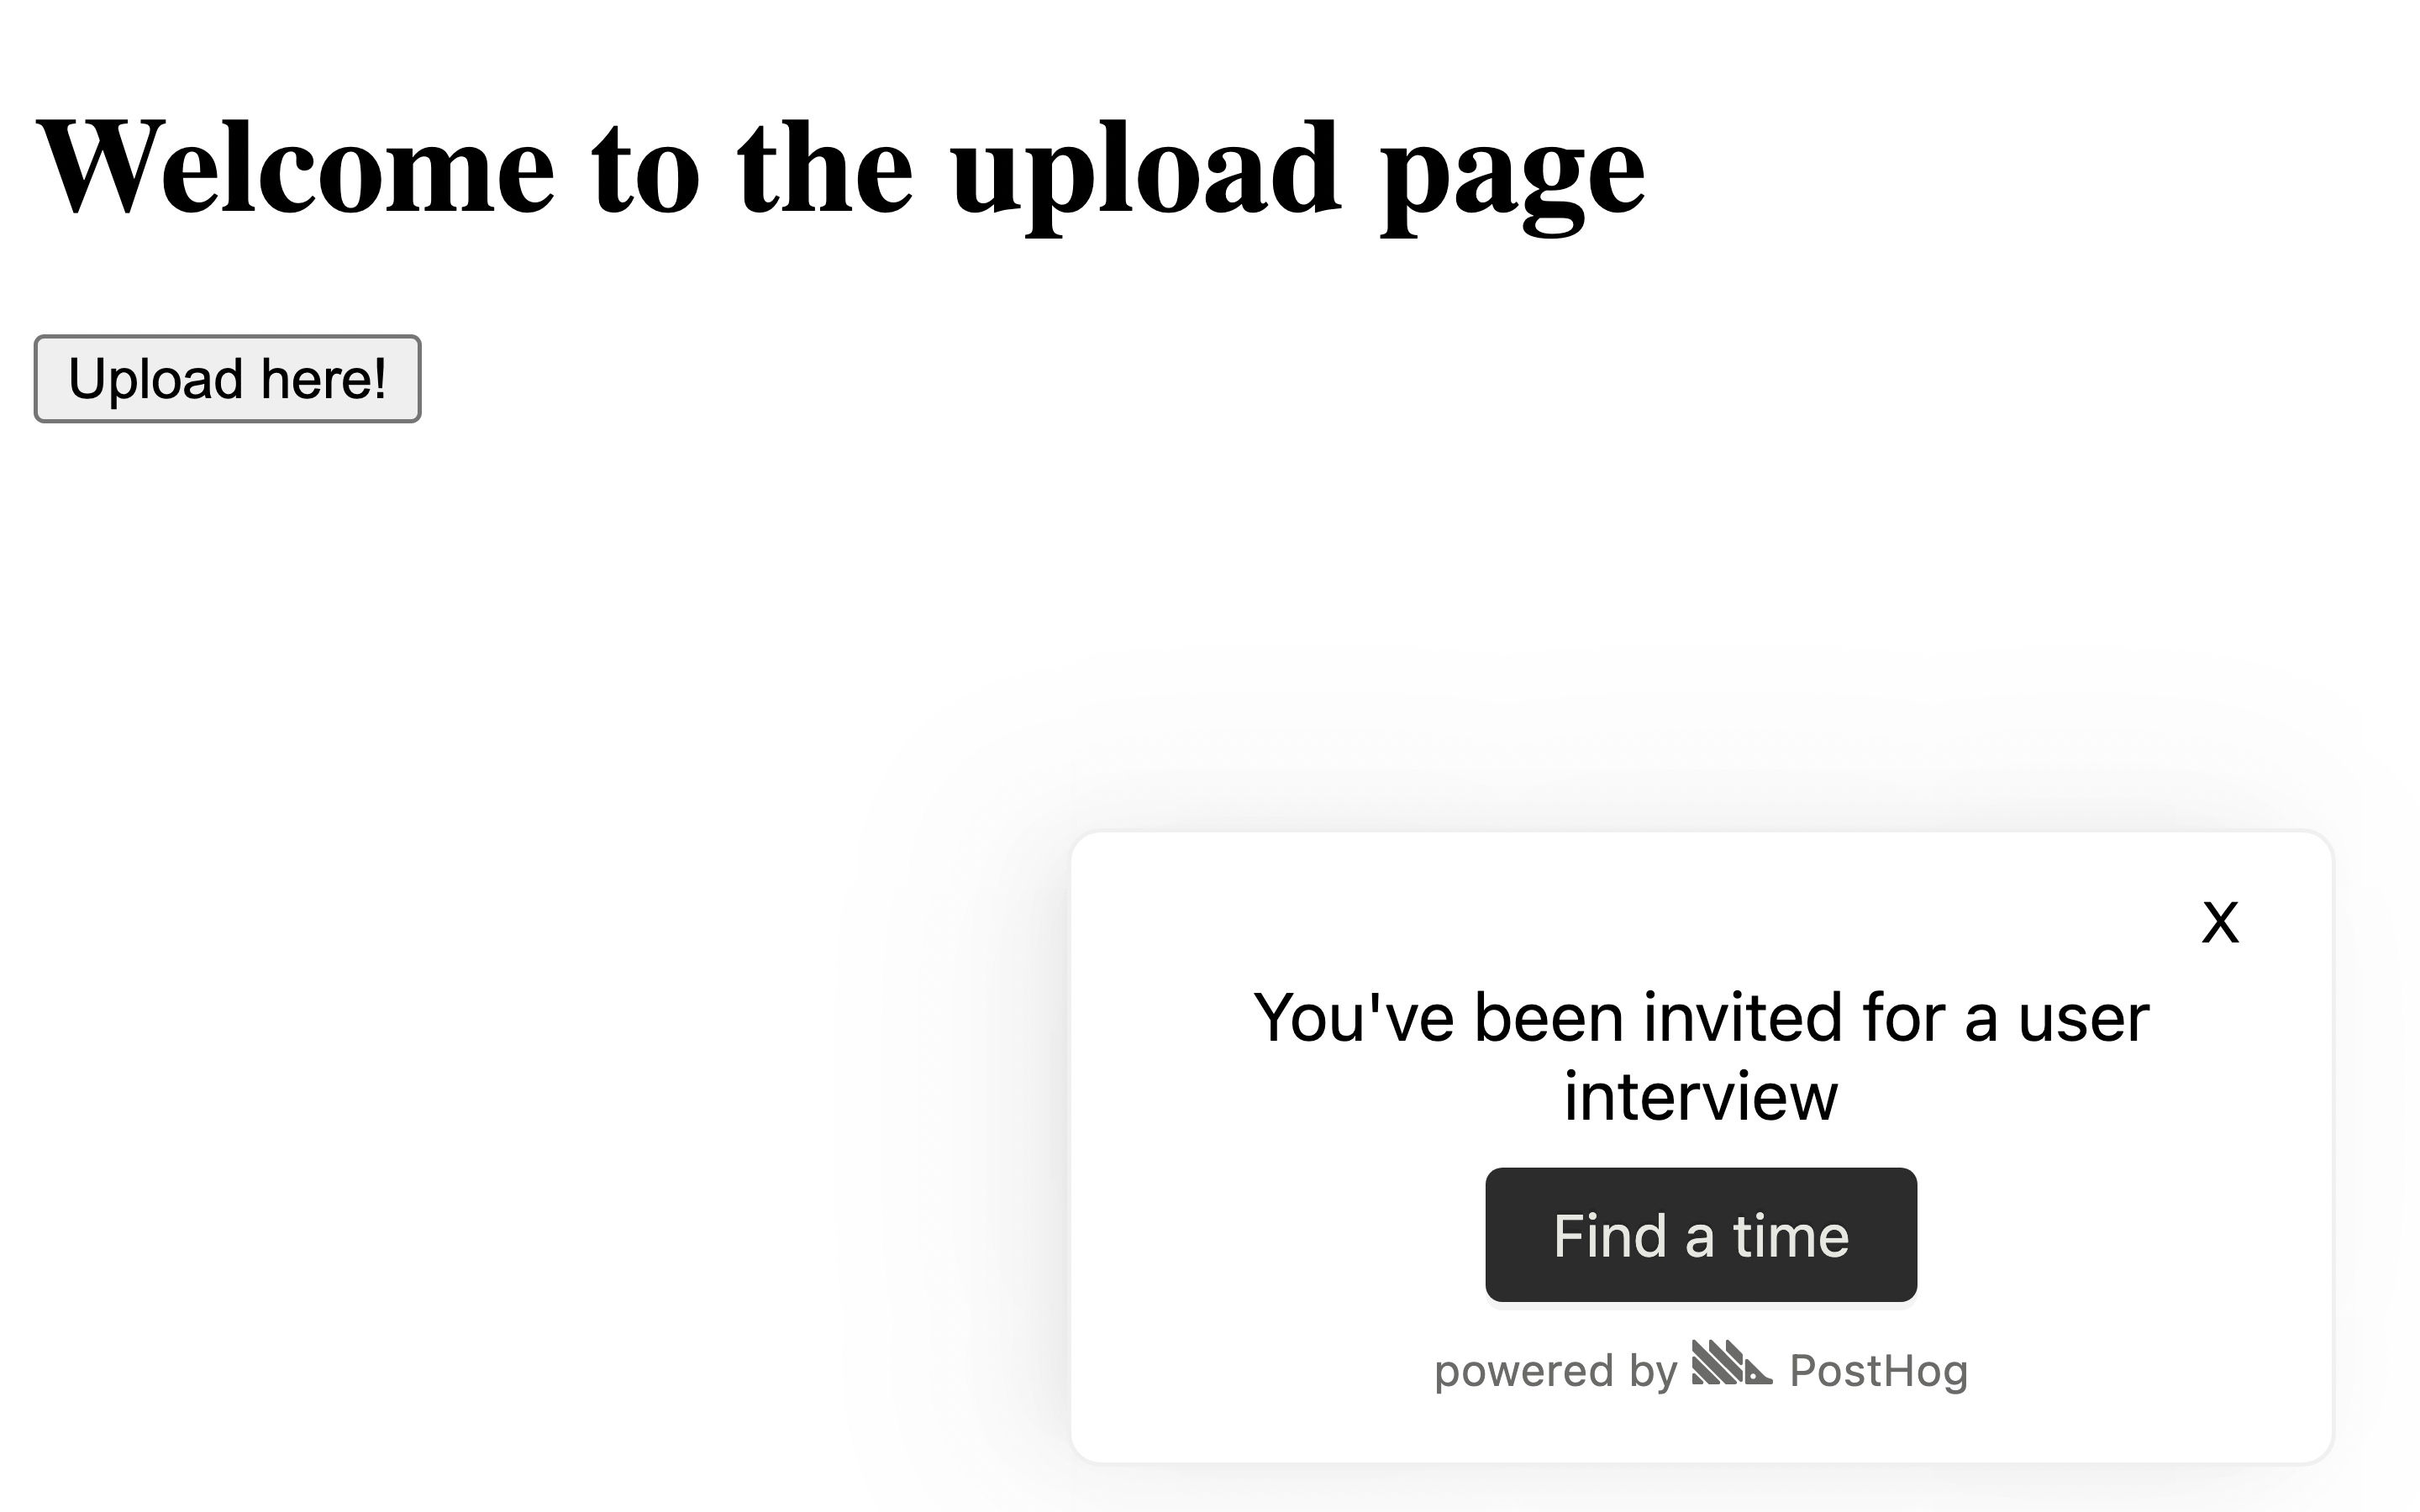 Welcome to the upload page
Upload here!
X
You've been invited for a user
interview
Find a time
powered by PostHog